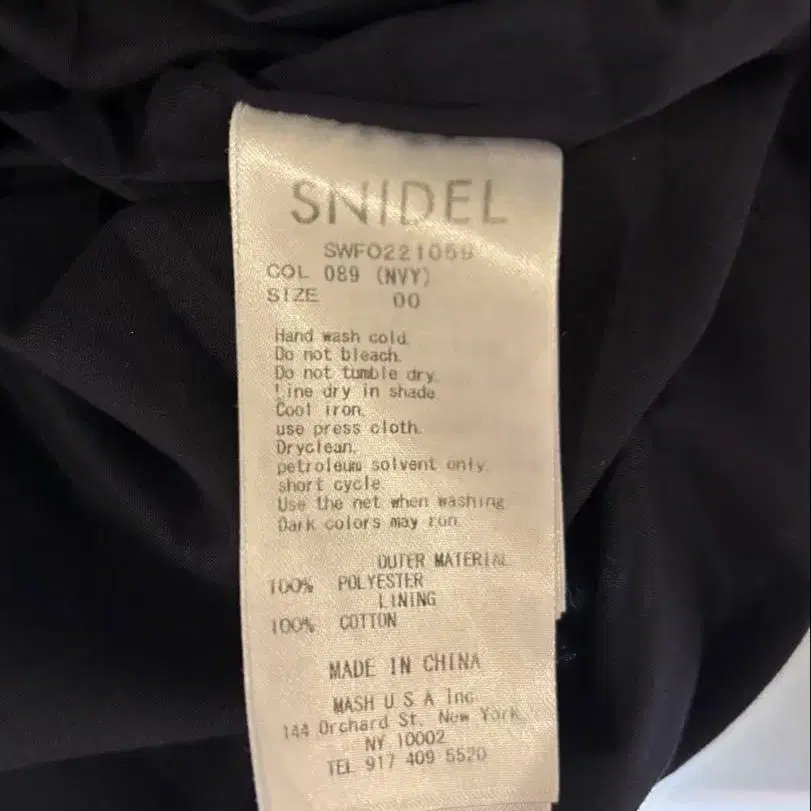 SNIDEL
SWFO221059
COL 089 (NVY)
SIZE 00
Hand wash cold.
Do not bleach.
Do not tumble dry.
Line dry in shade.
Cool iron.
use press cloth.
Dryclean.
petroleum solvent only.
short cycle.
Use the net when washing.
Dark colors may run.
OUTER MATERIAL
100% POLYESTER
LINING
100% COTTON
MADE IN CHINA
MASH U S A Inc.
144 Orchard St. New York,
NY 10002
TEL 917 409 5520